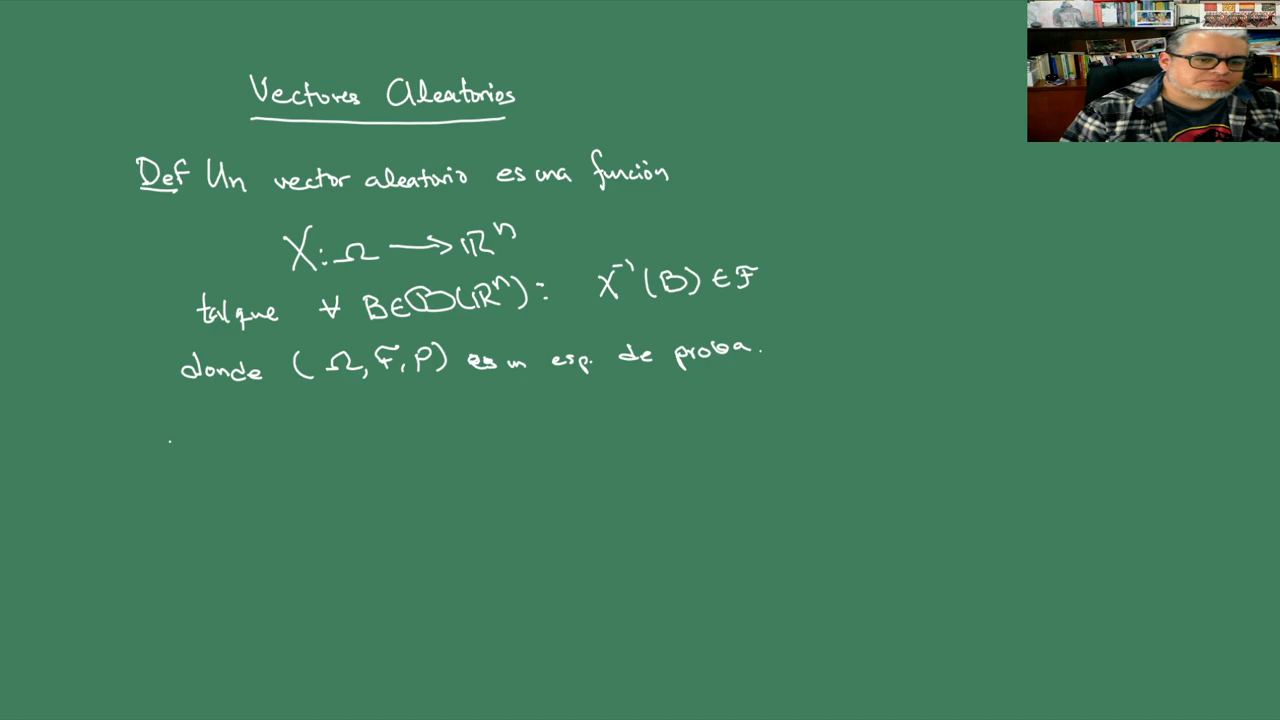 Vectores Aleatorios
Def Un vector aleatorio es una función
X: Ω → ℝⁿ
tal que ∀ B∈𝔹(ℝⁿ): X⁻¹(B) ∈ F
donde (Ω, F, P) es un esp. de proba.